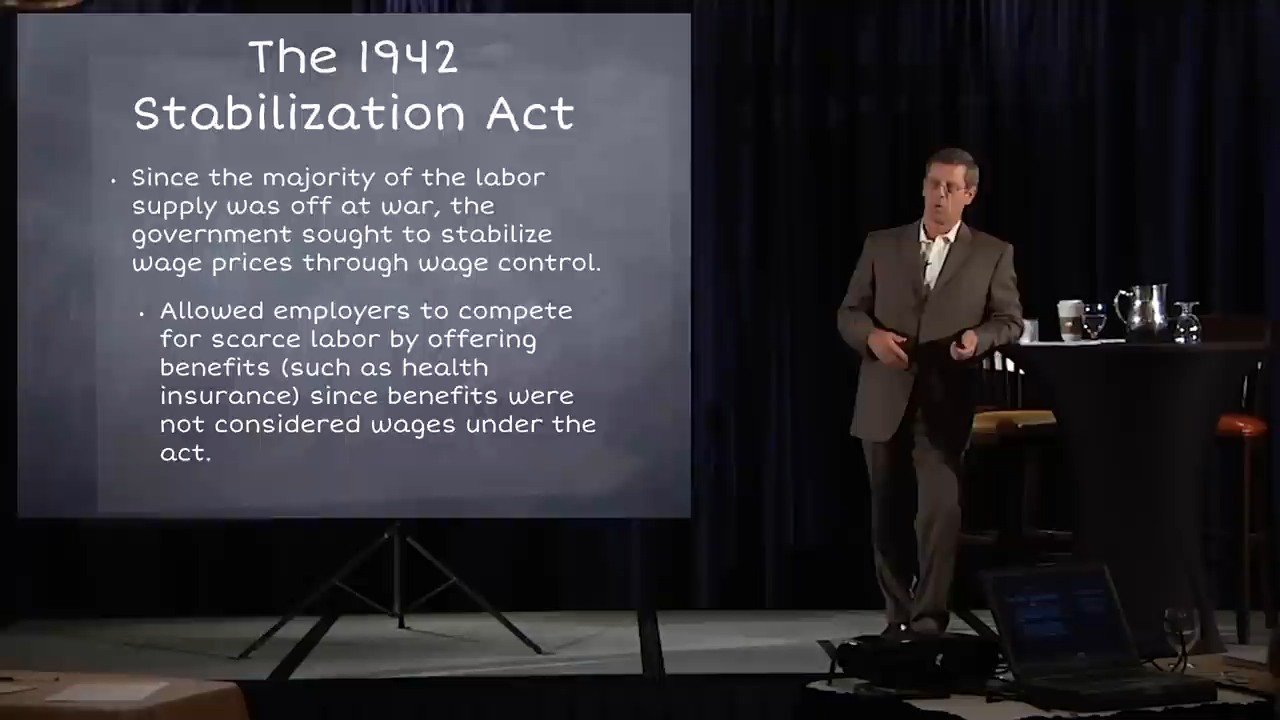 The 1942
Stabilization Act
• Since the majority of the labor
supply was off at war, the
government sought to stabilize
wage prices through wage control.
• Allowed employers to compete
for scarce labor by offering
benefits (such as health
insurance) since benefits were
not considered wages under the
act.